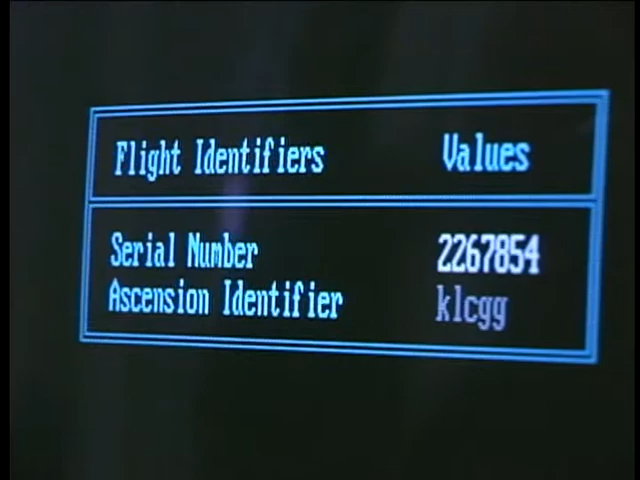 Flight Identifiers Values
Serial Number 2267854
Ascension Identifier klcgg